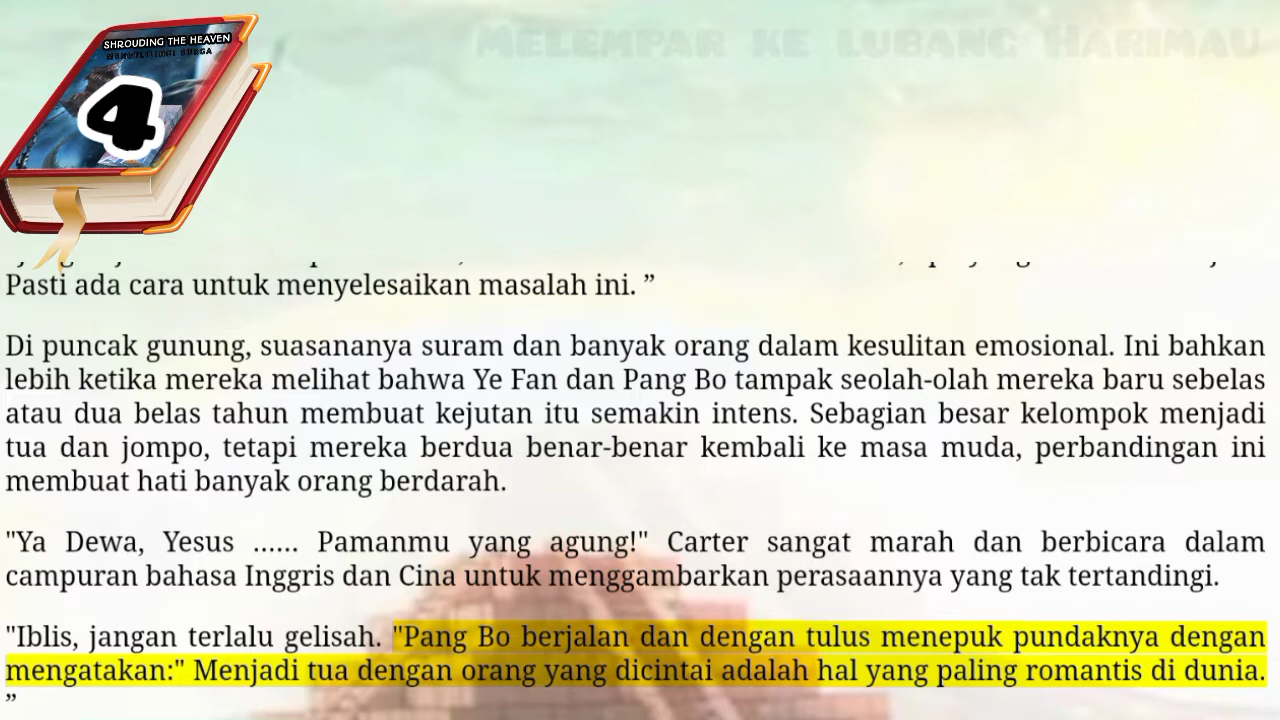 SHROUDING THE HEAVEN
4
MELEMPAR KE KANDANG HARIMAU
Pasti ada cara untuk menyelesaikan masalah ini. ”
Di puncak gunung, suasananya suram dan banyak orang dalam kesulitan emosional. Ini bahkan
lebih ketika mereka melihat bahwa Ye Fan dan Pang Bo tampak seolah-olah mereka baru sebelas
atau dua belas tahun membuat kejutan itu semakin intens. Sebagian besar kelompok menjadi
tua dan jompo, tetapi mereka berdua benar-benar kembali ke masa muda, perbandingan ini
membuat hati banyak orang berdarah.
"Ya Dewa, Yesus ...... Pamanmu yang agung!" Carter sangat marah dan berbicara dalam
campuran bahasa Inggris dan Cina untuk menggambarkan perasaannya yang tak tertandingi.
"Iblis, jangan terlalu gelisah. "Pang Bo berjalan dan dengan tulus menepuk pundaknya dengan
mengatakan:" Menjadi tua dengan orang yang dicintai adalah hal yang paling romantis di dunia.
”